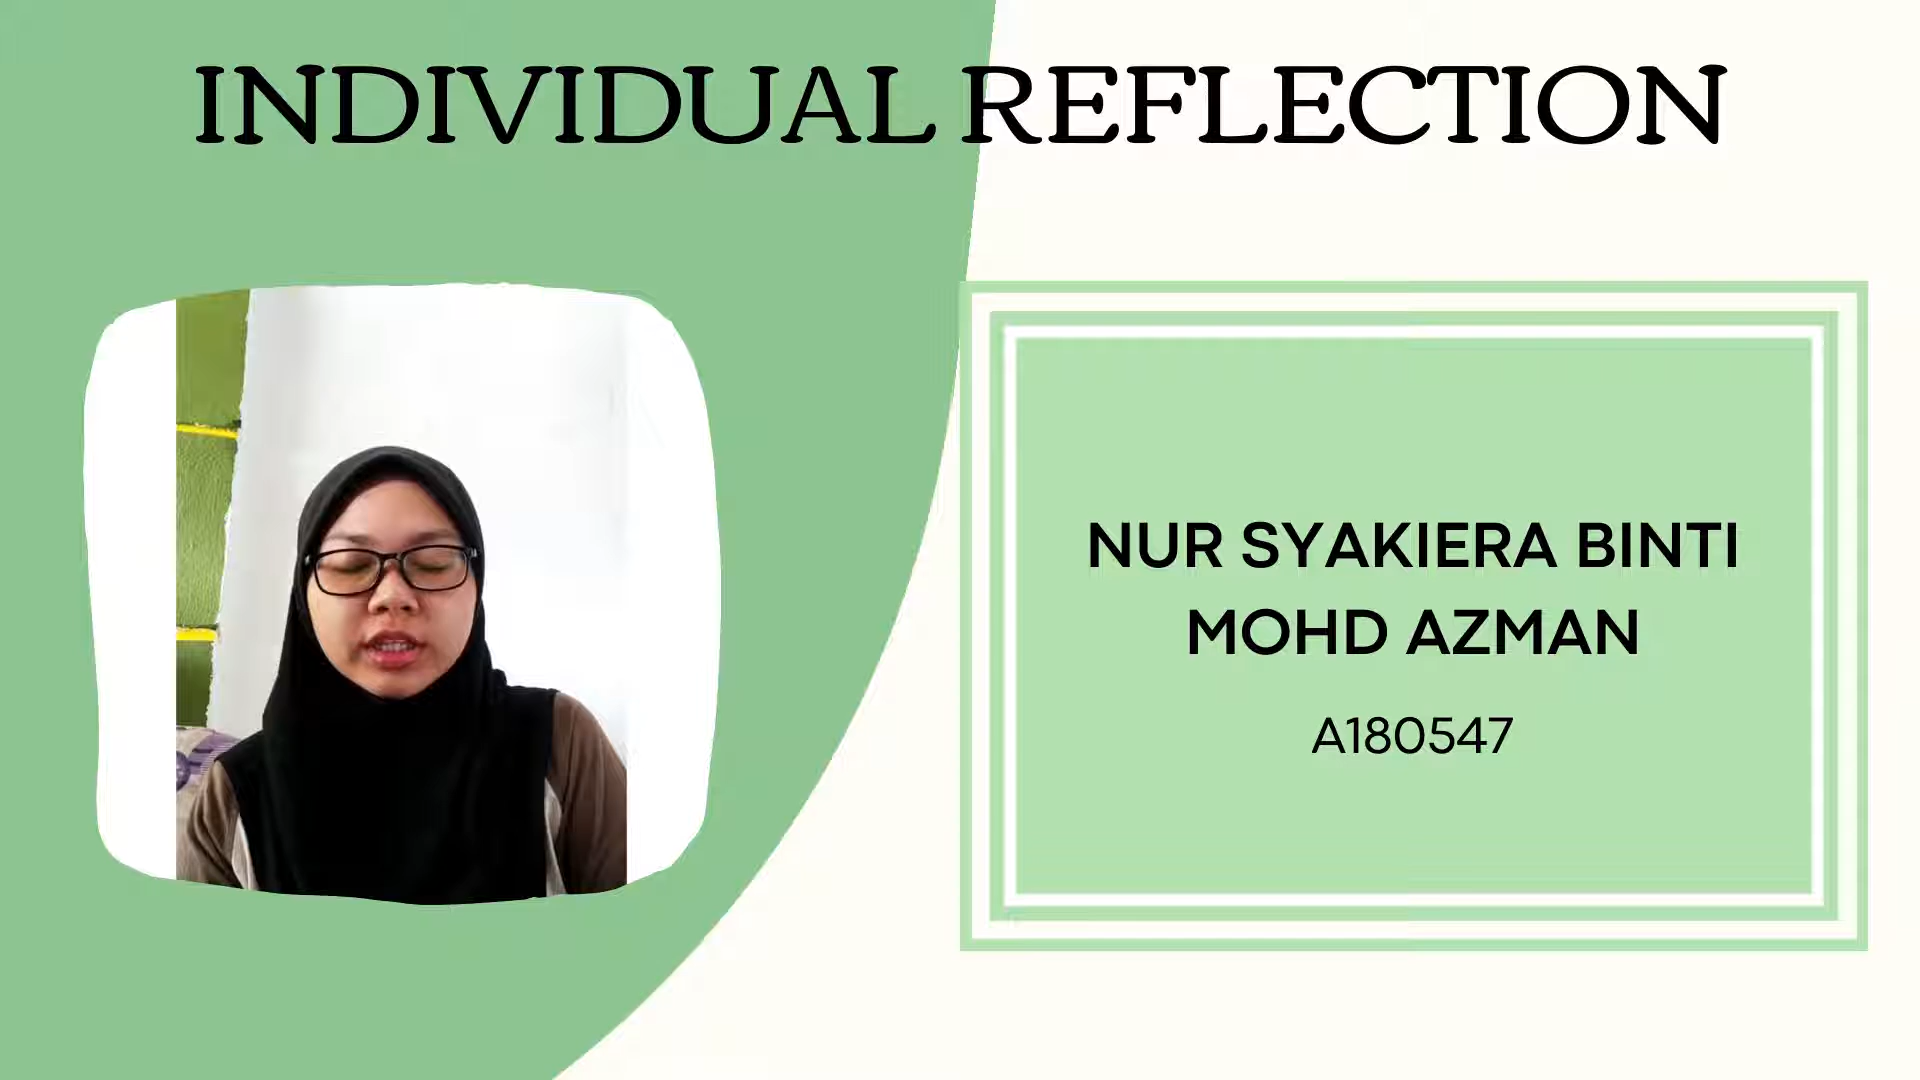 INDIVIDUAL REFLECTION
NUR SYAKIERA BINTI
MOHD AZMAN
A180547